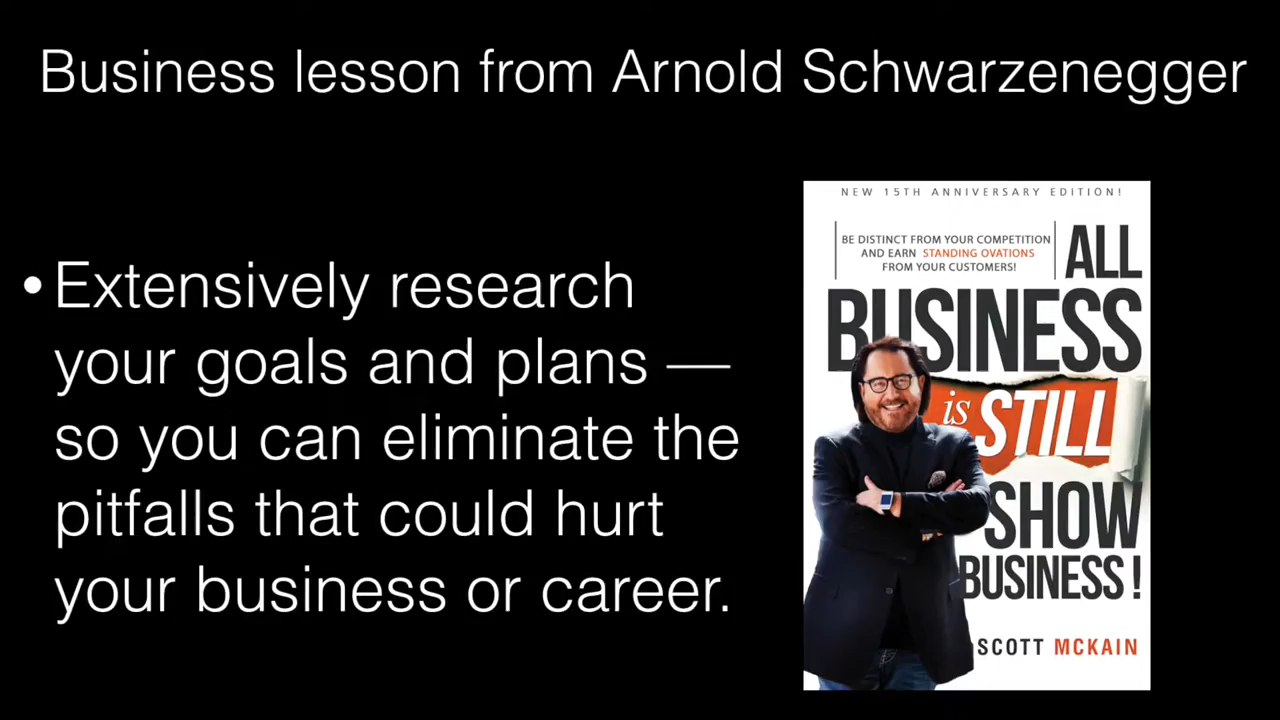 Business lesson from Arnold Schwarzenegger
• Extensively research
your goals and plans —
so you can eliminate the
pitfalls that could hurt
your business or career.
NEW 15TH ANNIVERSARY EDITION!
BE DISTINCT FROM YOUR COMPETITION
AND EARN STANDING OVATIONS
FROM YOUR CUSTOMERS!
ALL
BUSINESS
is STILL
SHOW
BUSINESS!
SCOTT MCKAIN